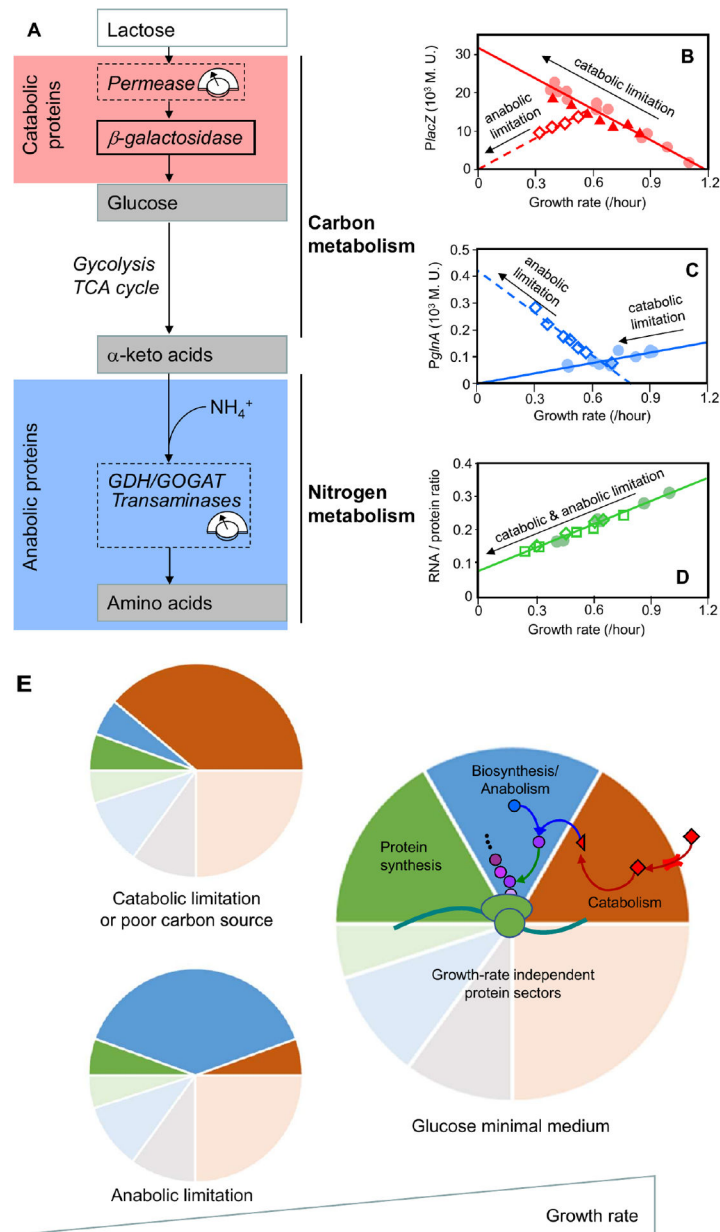 A
Lactose
Catabolic
proteins
Permease
β-galactosidase
Glucose
Gycolysis
TCA cycle
Carbon
metabolism
α-keto acids
NH₄⁺
Anabolic proteins
GDH/GOGAT
Transaminases
Nitrogen
metabolism
Amino acids
B
PlacZ (10³ M. U.)
30
20
10
0
catabolic limitation
anabolic
limitation
0 0.3 0.6 0.9 1.2
Growth rate (/hour)
C
PglnA (10³ M. U.)
0.5
0.4
0.3
0.2
0.1
0
anabolic
limitation
catabolic
limitation
0 0.3 0.6 0.9 1.2
Growth rate (/hour)
D
RNA / protein ratio
0.4
0.3
0.2
0.1
0
catabolic & anabolic limitation
0 0.3 0.6 0.9 1.2
Growth rate (/hour)
E
Catabolic limitation
or poor carbon source
Anabolic limitation
Biosynthesis/
Anabolism
Protein
synthesis
Catabolism
Growth-rate independent
protein sectors
Glucose minimal medium
Growth rate